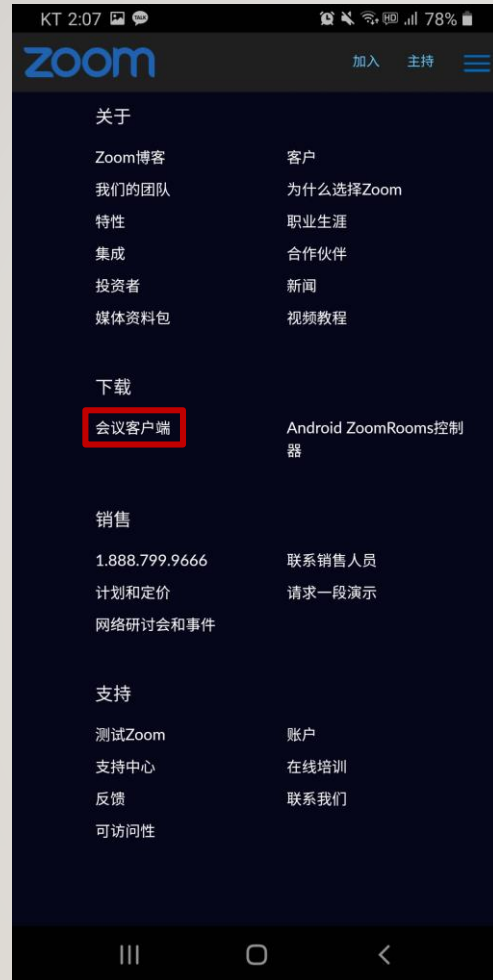 KT 2:07 TALK HD 78%
zoom 加入 主持
关于
Zoom博客 客户
我们的团队 为什么选择Zoom
特性 职业生涯
集成 合作伙伴
投资者 新闻
媒体资料包 视频教程
下载
会议客户端 Android ZoomRooms控制
器
销售
1.888.799.9666 联系销售人员
计划和定价 请求一段演示
网络研讨会和事件
支持
测试Zoom 账户
支持中心 在线培训
反馈 联系我们
可访问性